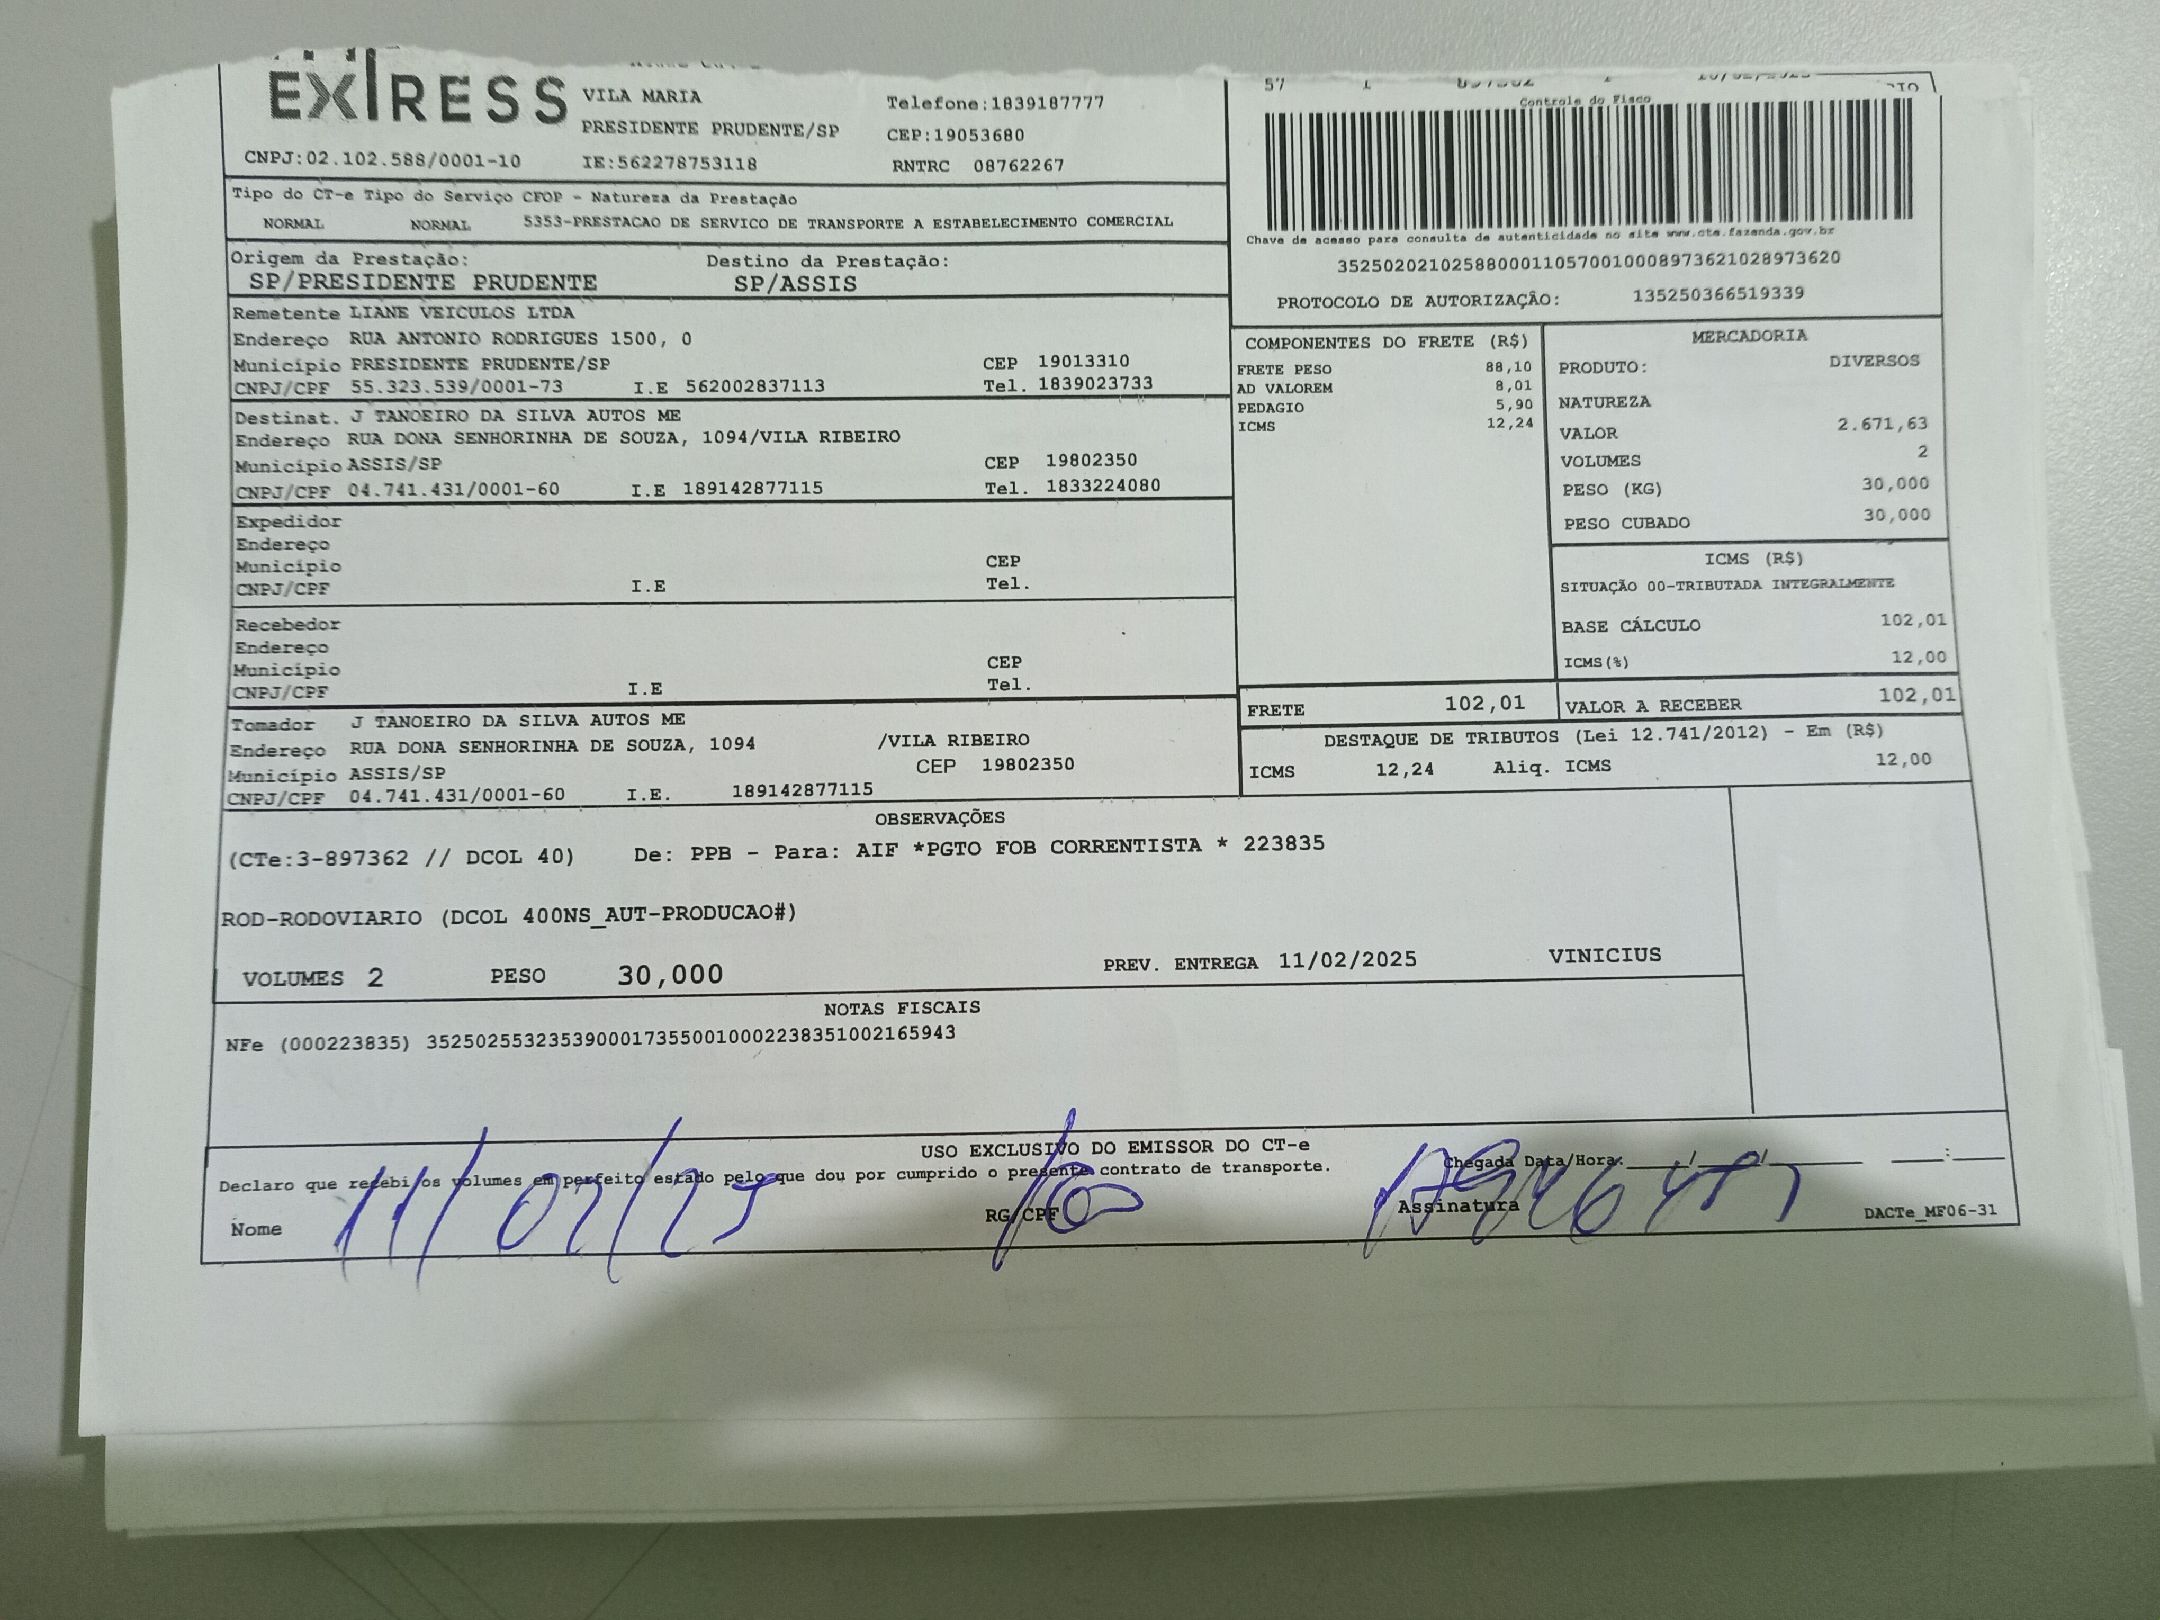 EXPRESS
VILA MARIA
Telefone:1839187777
PRESIDENTE PRUDENTE/SP
CEP:19053680
CNPJ:02.102.588/0001-10 IE:562278753118 RNTRC 08762267
57 1
Controle do Fisco
Chave de acesso para consulta de autenticidade no site www.cte.fazenda.gov.br
35250202102588000110570010008973621028973620
PROTOCOLO DE AUTORIZAÇÃO: 135250366519339
Tipo do CT-e Tipo do Serviço CFOP - Natureza da Prestação
NORMAL NORMAL 5353-PRESTACAO DE SERVICO DE TRANSPORTE A ESTABELECIMENTO COMERCIAL
Origem da Prestação: Destino da Prestação:
SP/PRESIDENTE PRUDENTE SP/ASSIS
Remetente LIANE VEICULOS LTDA
Endereço RUA ANTONIO RODRIGUES 1500, 0
Município PRESIDENTE PRUDENTE/SP CEP 19013310
CNPJ/CPF 55.323.539/0001-73 I.E 562002837113 Tel. 1839023733
Destinat. J TANOEIRO DA SILVA AUTOS ME
Endereço RUA DONA SENHORINHA DE SOUZA, 1094/VILA RIBEIRO
Município ASSIS/SP CEP 19802350
CNPJ/CPF 04.741.431/0001-60 I.E 189142877115 Tel. 1833224080
Expedidor
Endereço
Município CEP
CNPJ/CPF I.E Tel.
Recebedor
Endereço
Município CEP
CNPJ/CPF I.E Tel.
Tomador J TANOEIRO DA SILVA AUTOS ME
Endereço RUA DONA SENHORINHA DE SOUZA, 1094 /VILA RIBEIRO
Município ASSIS/SP CEP 19802350
CNPJ/CPF 04.741.431/0001-60 I.E. 189142877115
COMPONENTES DO FRETE (R$)
FRETE PESO 88,10
AD VALOREM 8,01
PEDAGIO 5,90
ICMS 12,24
MERCADORIA
PRODUTO: DIVERSOS
NATUREZA
VALOR 2.671,63
VOLUMES 2
PESO (KG) 30,000
PESO CUBADO 30,000
ICMS (R$)
SITUAÇÃO 00-TRIBUTADA INTEGRALMENTE
BASE CÁLCULO 102,01
ICMS(%) 12,00
FRETE 102,01 VALOR A RECEBER 102,01
DESTAQUE DE TRIBUTOS (Lei 12.741/2012) - Em (R$)
ICMS 12,24 Aliq. ICMS 12,00
OBSERVAÇÕES
(CTe:3-897362 // DCOL 40) De: PPB - Para: AIF *PGTO FOB CORRENTISTA * 223835
ROD-RODOVIARIO (DCOL 400NS_AUT-PRODUCAO#)
VOLUMES 2 PESO 30,000 PREV. ENTREGA 11/02/2025 VINICIUS
NOTAS FISCAIS
NFe (000223835) 35250255323539000173550010002238351002165943
USO EXCLUSIVO DO EMISSOR DO CT-e
Declaro que recebi os volumes em perfeito estado pelo que dou por cumprido o presente contrato de transporte.
Chegada Data/Hora:____/____/________ ____:____
Nome 11/02/25 RG/CPF Assinatura
DACTe_MF06-31